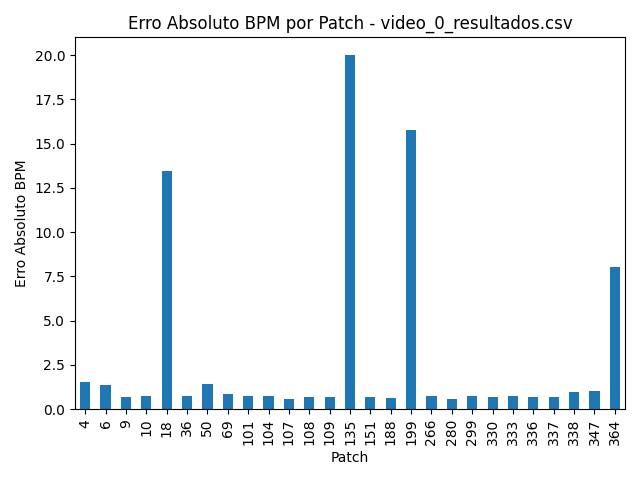 Erro Absoluto BPM por Patch - video_0_resultados.csv
20.0
17.5
15.0
12.5
10.0
7.5
5.0
2.5
0.0
Erro Absoluto BPM
4 6 9 10 18 36 50 69 101 104 107 108 109 135 151 188 199 266 280 299 330 333 336 337 338 347 364
Patch